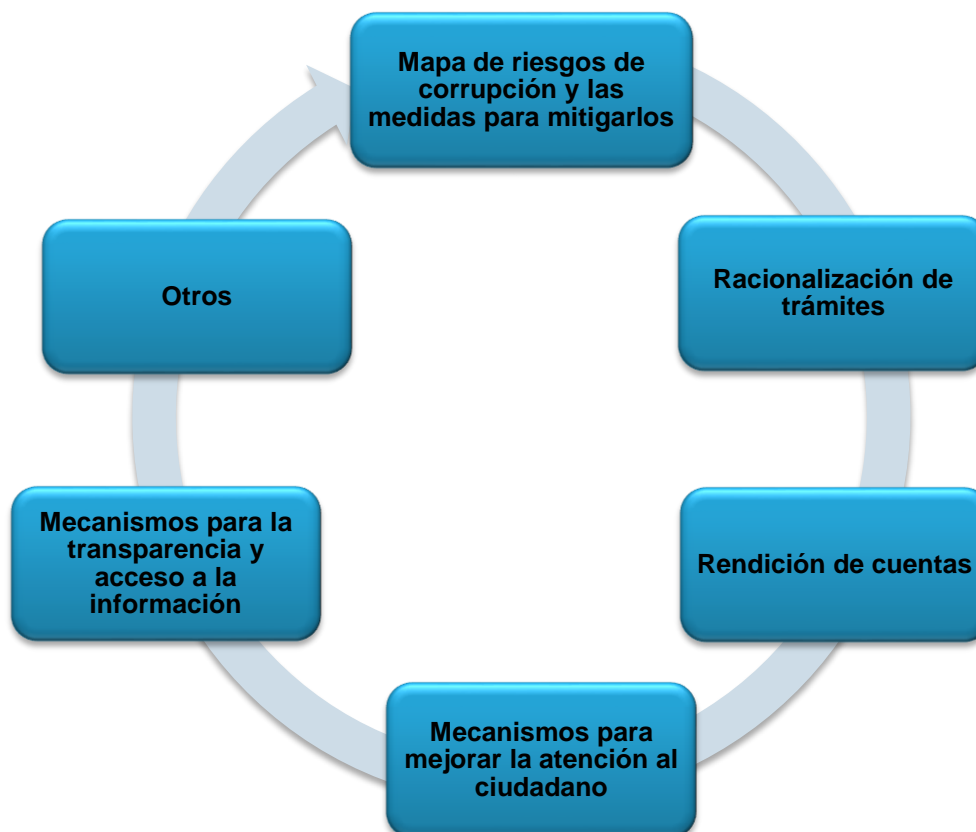 Mapa de riesgos de
corrupción y las
medidas para mitigarlos
Racionalización de
trámites
Rendición de cuentas
Mecanismos para
mejorar la atención al
ciudadano
Mecanismos para la
transparencia y
acceso a la
información
Otros